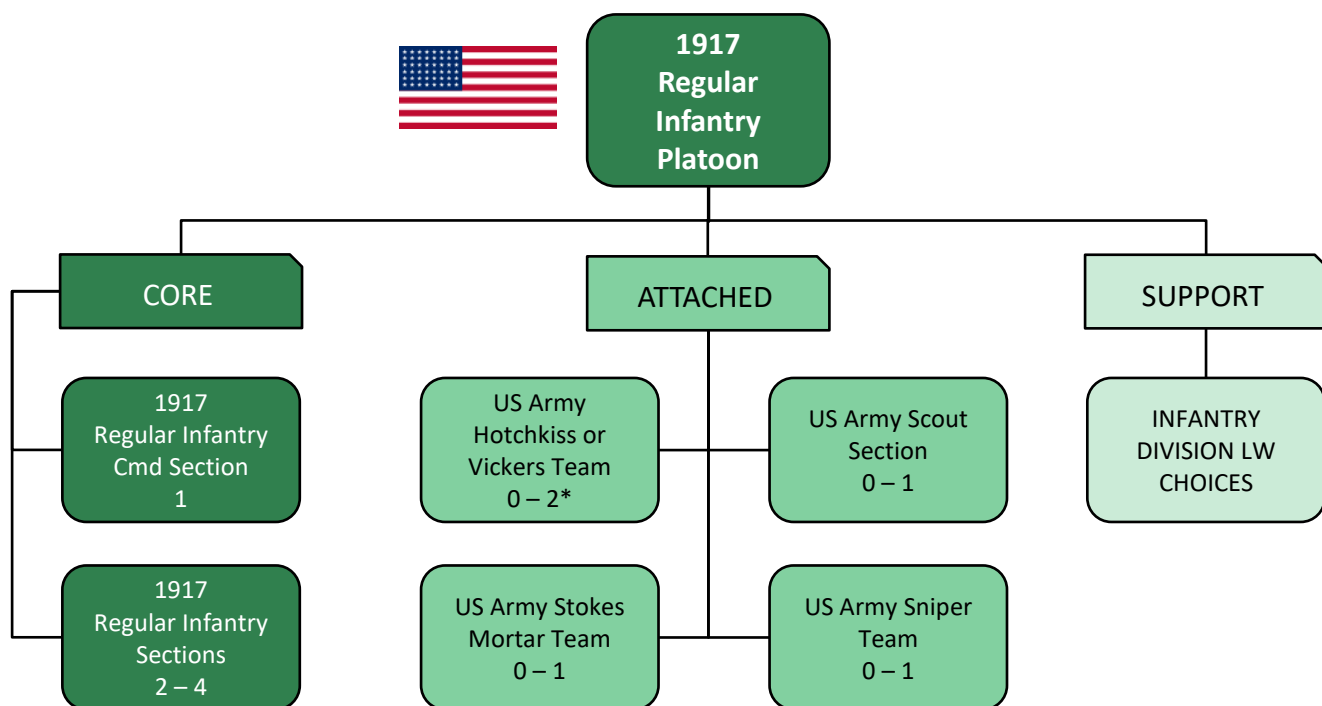 1917
Regular
Infantry
Platoon
CORE
ATTACHED
SUPPORT
1917
Regular Infantry
Cmd Section
1
US Army
Hotchkiss or
Vickers Team
0 – 2*
US Army Scout
Section
0 – 1
INFANTRY
DIVISION LW
CHOICES
1917
Regular Infantry
Sections
2 – 4
US Army Stokes
Mortar Team
0 – 1
US Army Sniper
Team
0 – 1